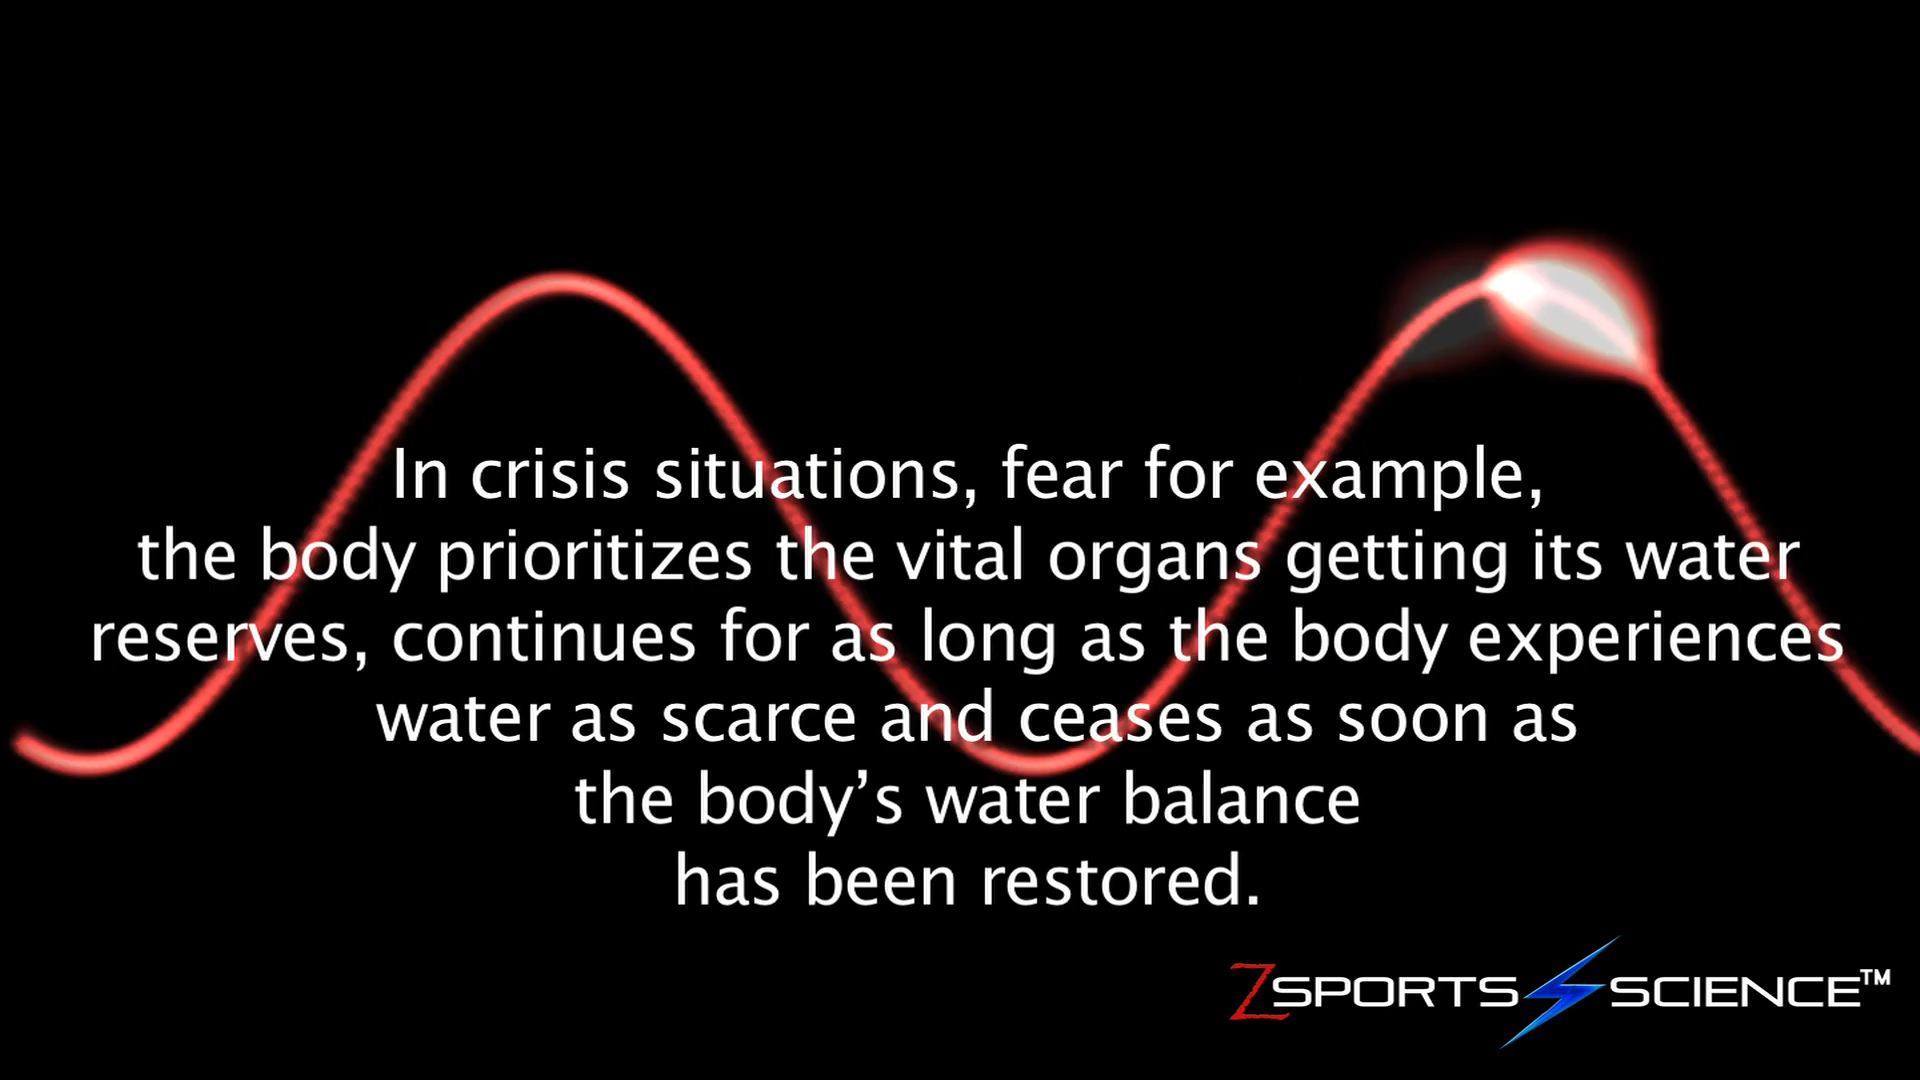 In crisis situations, fear for example,
the body prioritizes the vital organs getting its water
reserves, continues for as long as the body experiences
water as scarce and ceases as soon as
the body’s water balance
has been restored.
ZSPORTS SCIENCE™